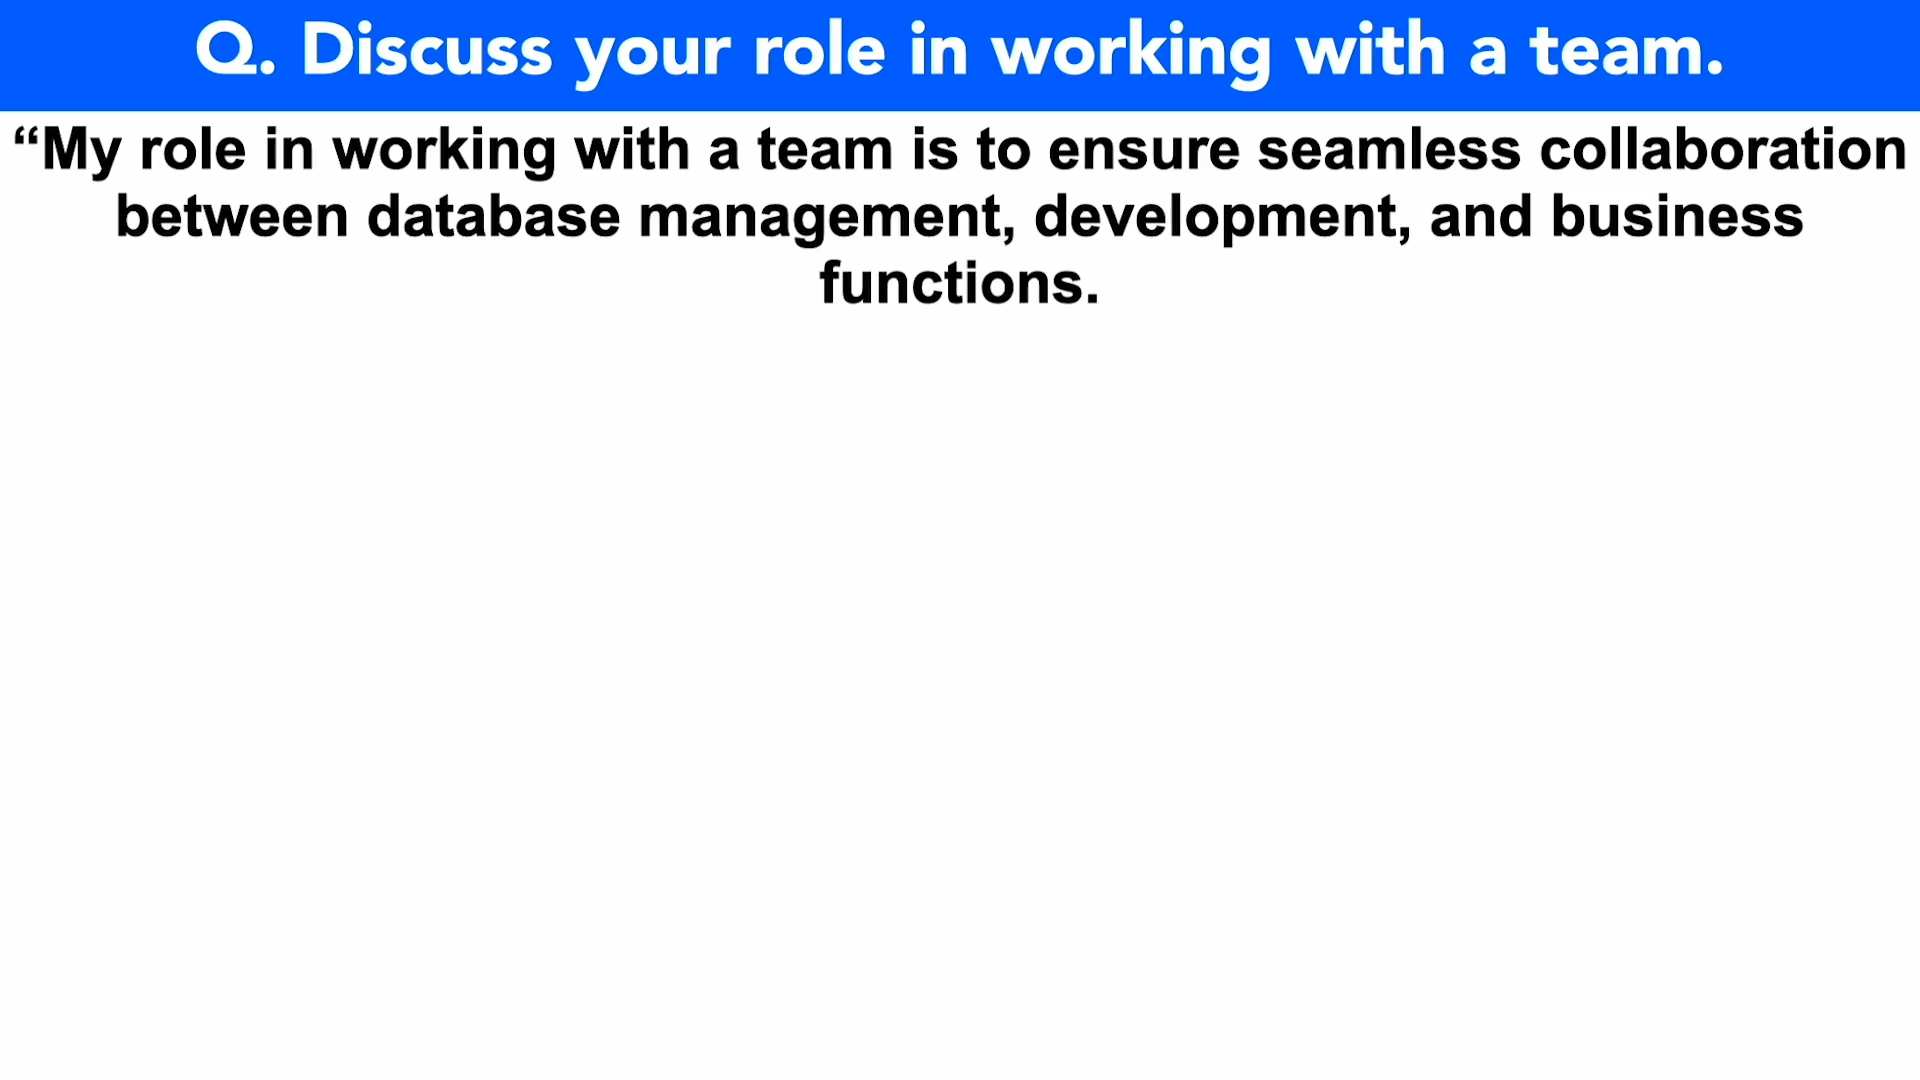 Q. Discuss your role in working with a team.
“My role in working with a team is to ensure seamless collaboration
between database management, development, and business
functions.